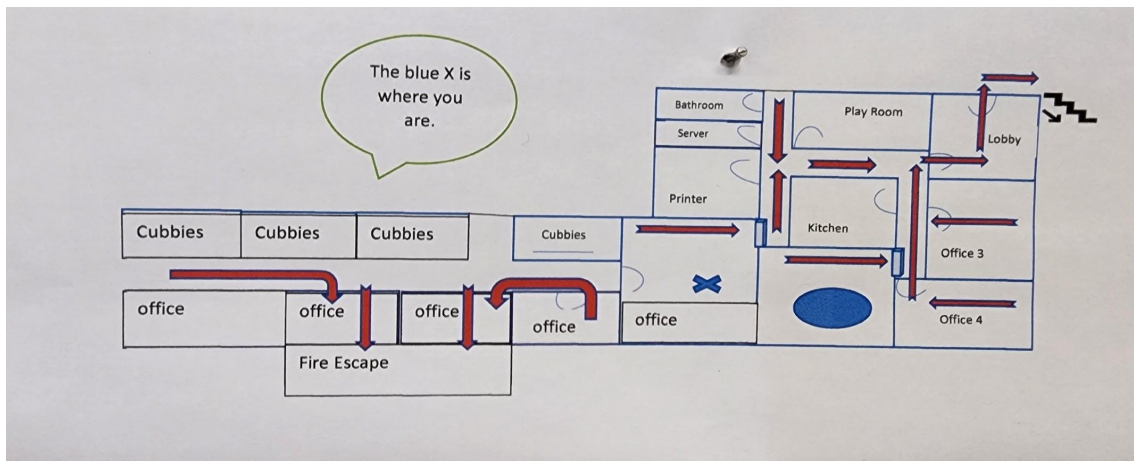 The blue X is
where you
are.
Bathroom
Play Room
Server
Lobby
Printer
Kitchen
Cubbies
Cubbies
Cubbies
Cubbies
Office 3
office
office
office
office
office
Office 4
Fire Escape